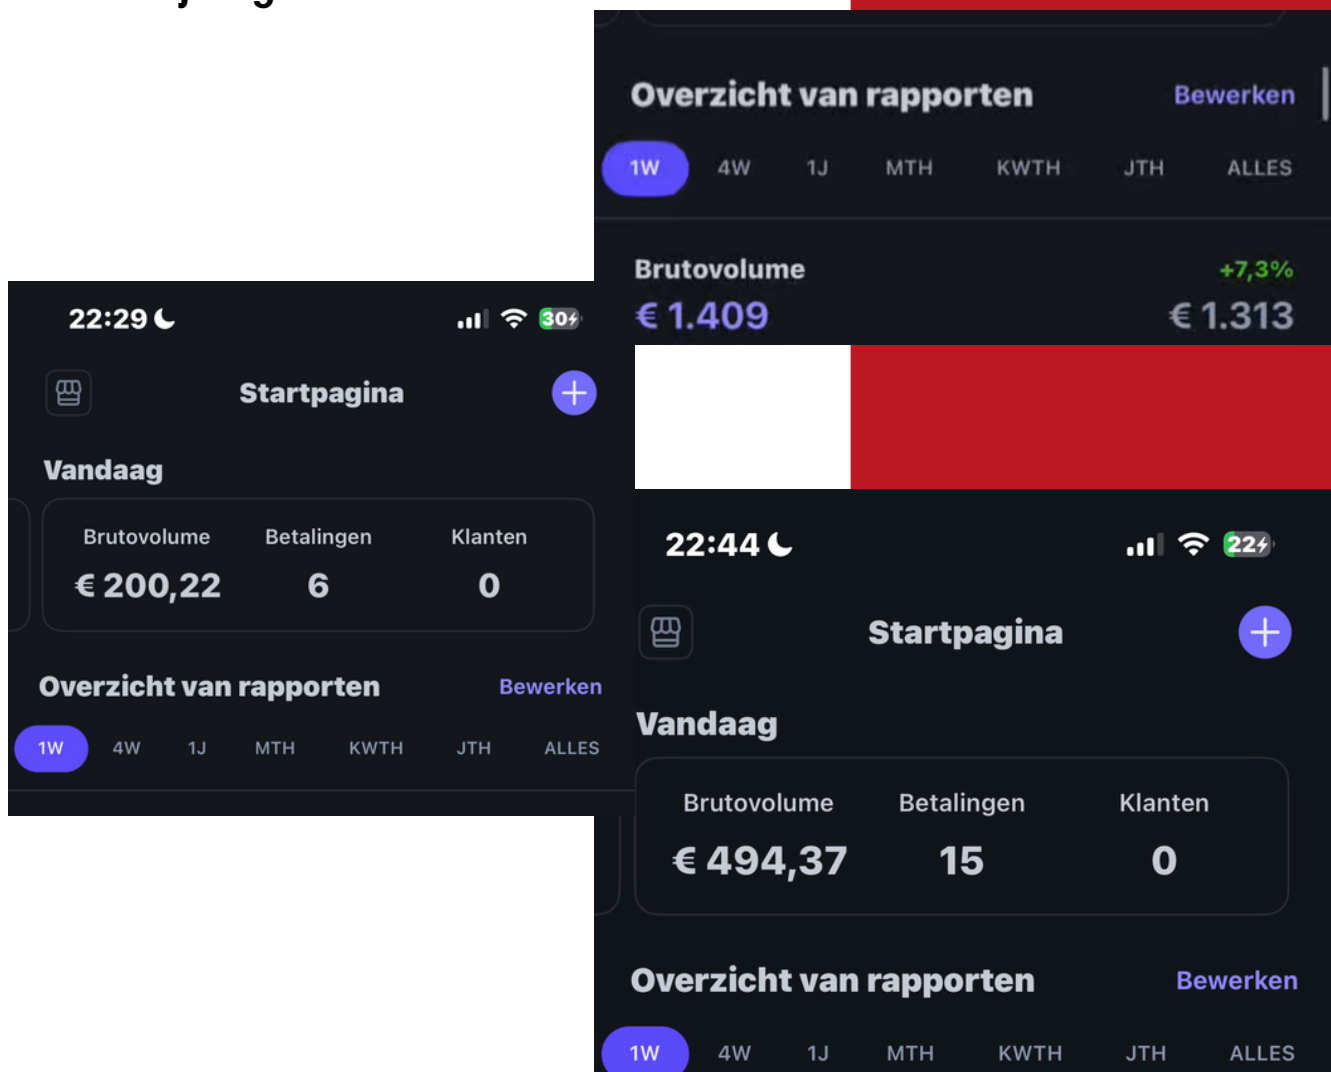 Overzicht van rapporten Bewerken
1W 4W 1J MTH KWTH JTH ALLES
Brutovolume +7,3%
€ 1.409 € 1.313
22:29 30
Startpagina
Vandaag
Brutovolume Betalingen Klanten
€ 200,22 6 0
Overzicht van rapporten Bewerken
1W 4W 1J MTH KWTH JTH ALLES
22:44 22
Startpagina
Vandaag
Brutovolume Betalingen Klanten
€ 494,37 15 0
Overzicht van rapporten Bewerken
1W 4W 1J MTH KWTH JTH ALLES